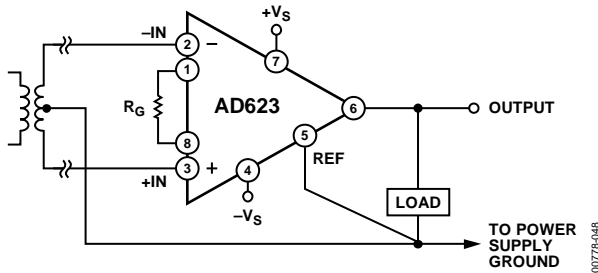 +VS
–IN
2
–
7
1
RG
AD623
6
OUTPUT
5
8
REF
3
+
4
+IN
LOAD
–VS
TO POWER
SUPPLY
GROUND
00778-048